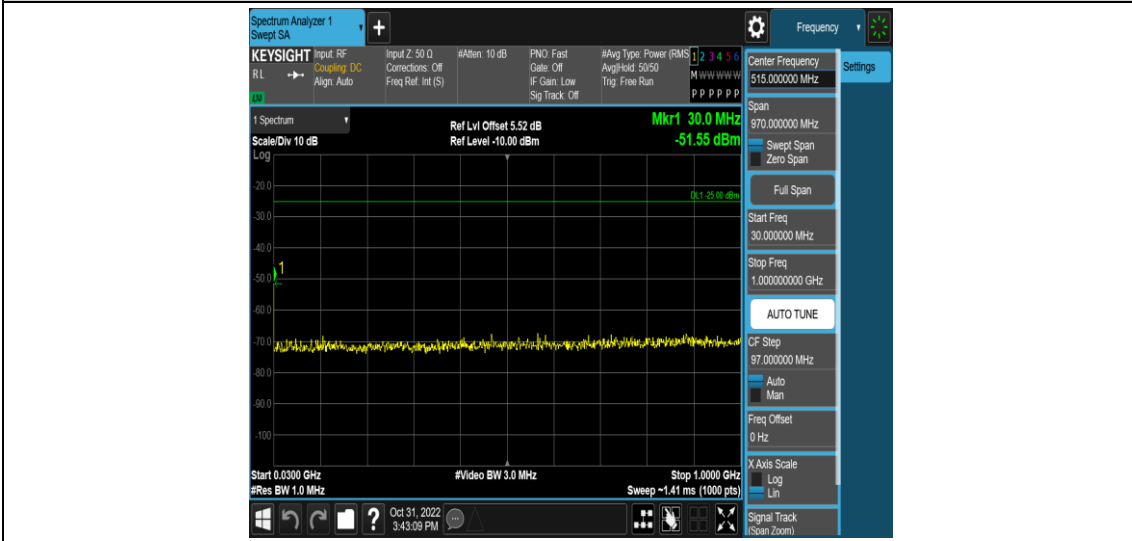 Spectrum Analyzer 1
Swept SA
Frequency
KEYSIGHT
RL
LM
Input: RF
Coupling: DC
Align: Auto
Input Z: 50 Ω
Corrections: Off
Freq Ref: Int (S)
#Atten: 10 dB
PNO: Fast
Gate: Off
IF Gain: Low
Sig Track: Off
#Avg Type: Power (RMS
Avg|Hold: 50/50
Trig: Free Run
1 2 3 4 5 6
M W W W W W
P P P P P P
1 Spectrum
Scale/Div 10 dB
Log
Ref Lvl Offset 5.52 dB
Ref Level -10.00 dBm
Mkr1 30.0 MHz
-51.55 dBm
-20.0
DL1 -25.00 dBm
-30.0
-40.0
1
-50.0
-60.0
-70.0
-80.0
-90.0
-100
Start 0.0300 GHz
#Res BW 1.0 MHz
#Video BW 3.0 MHz
Stop 1.0000 GHz
Sweep ~1.41 ms (1000 pts)
?
Oct 31, 2022
3:43:09 PM
Center Frequency
515.000000 MHz
Settings
Span
970.000000 MHz
Swept Span
Zero Span
Full Span
Start Freq
30.000000 MHz
Stop Freq
1.000000000 GHz
AUTO TUNE
CF Step
97.000000 MHz
Auto
Man
Freq Offset
0 Hz
X Axis Scale
Log
Lin
Signal Track
(Span Zoom)